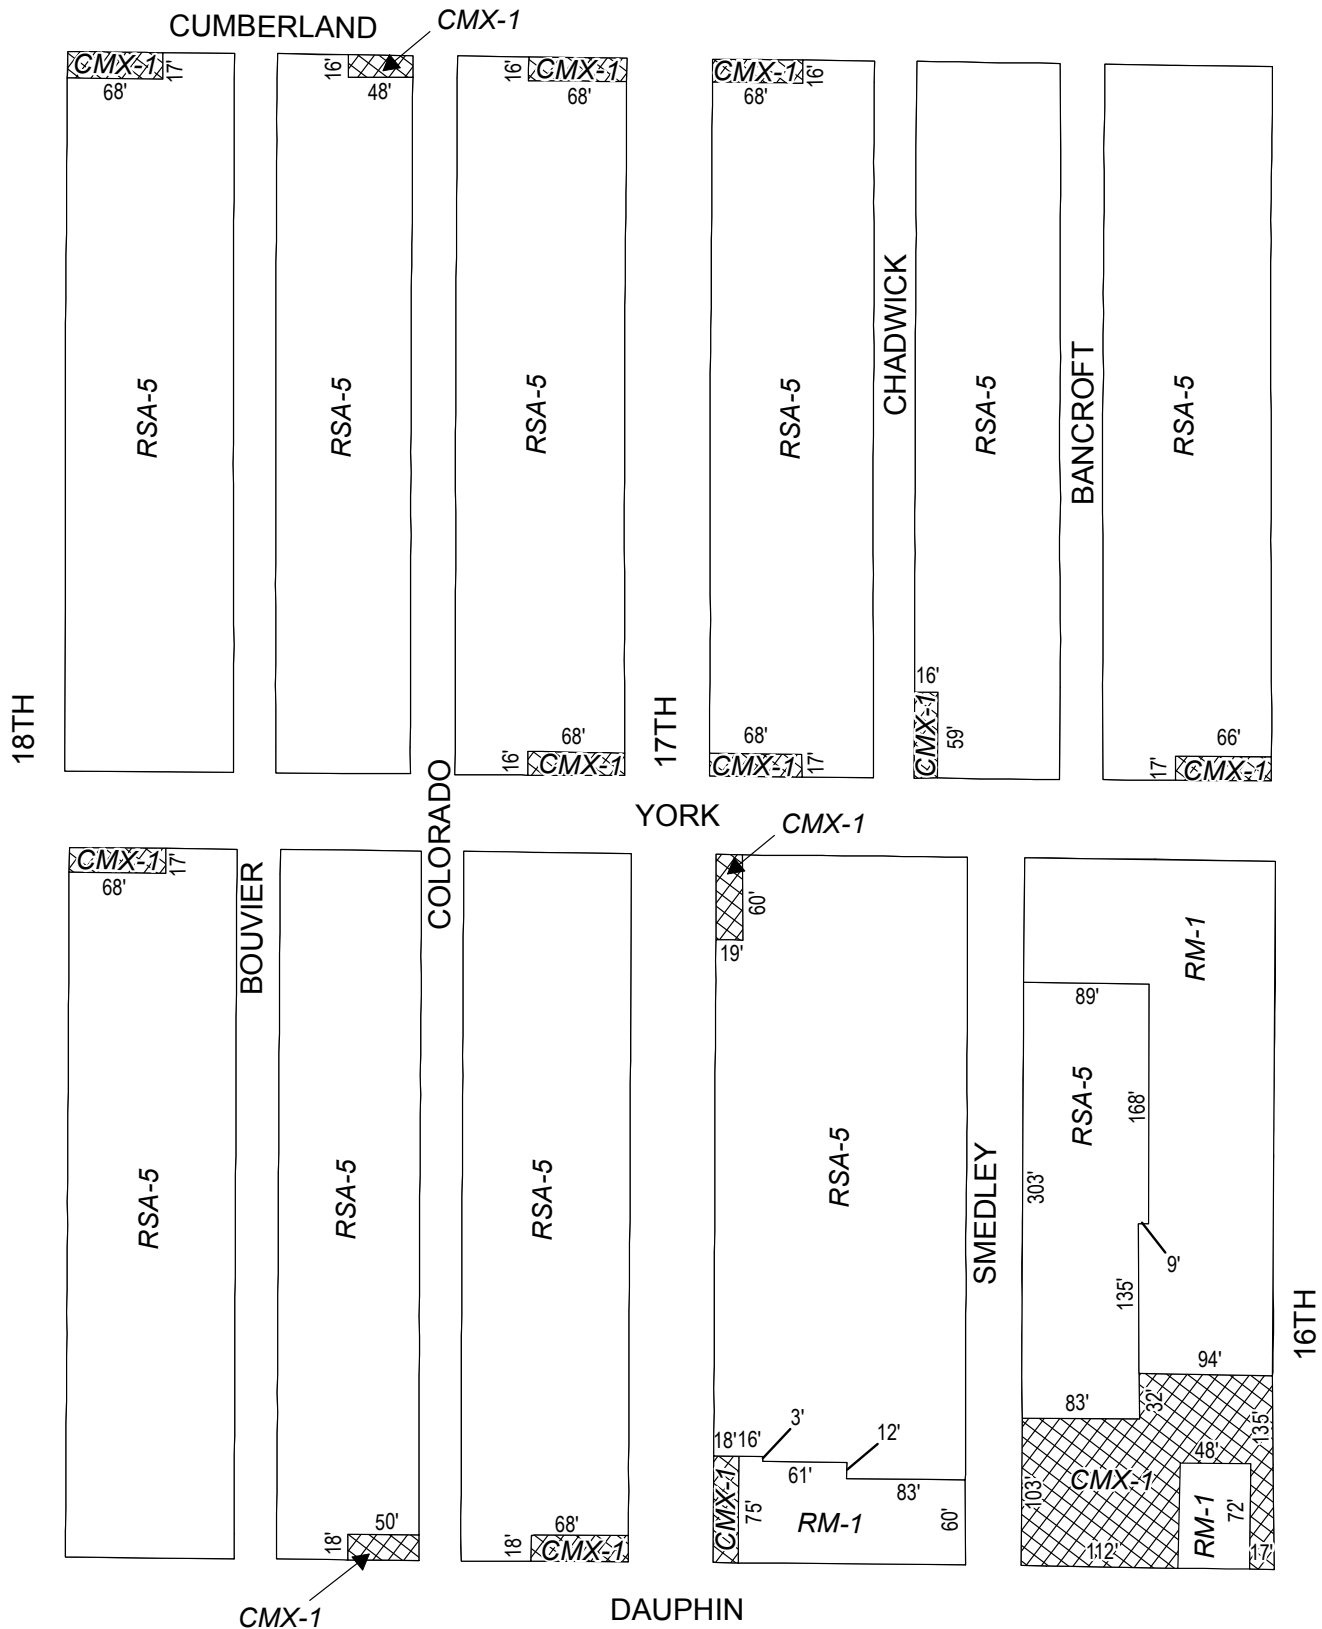 CUMBERLAND
CMX-1
CMX-1
17'
68'
16'
48'
16'
CMX-1
68'
CMX-1
16'
68'
RSA-5
RSA-5
RSA-5
RSA-5
CHADWICK
RSA-5
BANCROFT
RSA-5
18TH
17TH
16'
CMX-1
59'
68'
16'
CMX-1
68'
CMX-1
17'
66'
17'
CMX-1
COLORADO
YORK
CMX-1
CMX-1
17'
68'
BOUVIER
60'
19'
RM-1
89'
RSA-5
168'
RSA-5
RSA-5
RSA-5
RSA-5
SMEDLEY
303'
9'
135'
16TH
94'
83'
32'
135'
3'
12'
18'
16'
61'
83'
CMX-1
75'
RM-1
60'
48'
CMX-1
103'
RM-1
72'
112'
17'
50'
18'
68'
18'
CMX-1
CMX-1
DAUPHIN